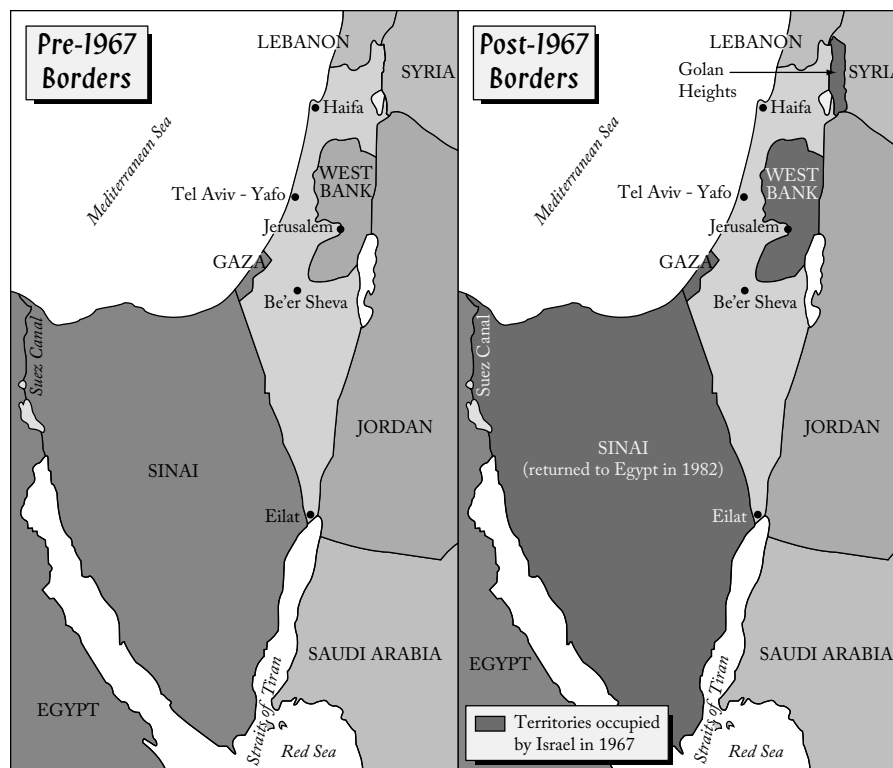 Pre-1967
Borders
LEBANON
SYRIA
Haifa
Mediterranean Sea
WEST
BANK
Tel Aviv - Yafo
Jerusalem
GAZA
Be'er Sheva
Suez Canal
JORDAN
SINAI
Eilat
SAUDI ARABIA
EGYPT
Straits of Tiran
Red Sea
Post-1967
Borders
LEBANON
Golan
Heights
SYRIA
Haifa
Mediterranean Sea
WEST
BANK
Tel Aviv - Yafo
Jerusalem
GAZA
Be'er Sheva
Suez Canal
JORDAN
SINAI
(returned to Egypt in 1982)
Eilat
SAUDI ARABIA
EGYPT
Straits of Tiran
Territories occupied
by Israel in 1967
Red Sea